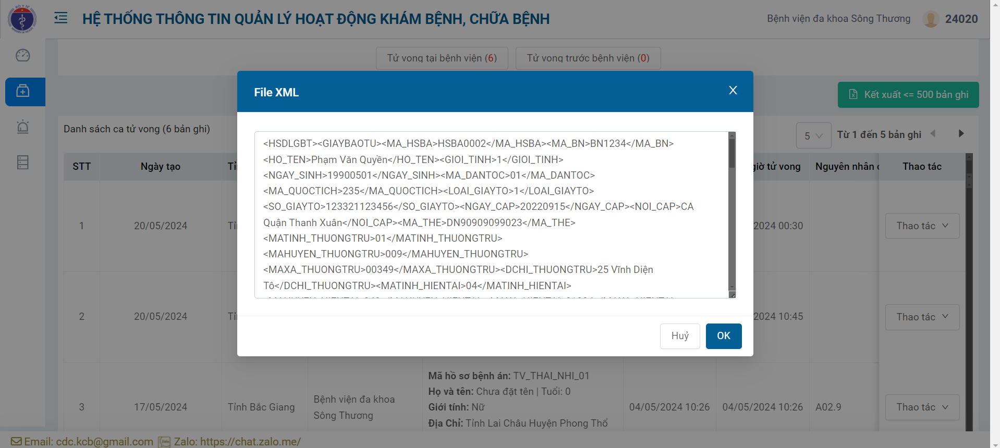 BỘ Y TẾ
MINISTRY OF HEALTH
HỆ THỐNG THÔNG TIN QUẢN LÝ HOẠT ĐỘNG KHÁM BỆNH, CHỮA BỆNH
Bệnh viện đa khoa Sông Thương
24020
Tử vong tại bệnh viện (6)
Tử vong trước bệnh viện (0)
File XML
Kết xuất <= 500 bản ghi
Danh sách ca tử vong (6 bản ghi)
5
Từ 1 đến 5 bản ghi
<HSDLGBT><GIAYBAOTU><MA_HSBA>HSBA0002</MA_HSBA><MA_BN>BN1234</MA_BN>
<HO_TEN>Phạm Văn Quyền</HO_TEN><GIOI_TINH>1</GIOI_TINH>
<NGAY_SINH>19900501</NGAY_SINH><MA_DANTOC>01</MA_DANTOC>
<MA_QUOCTICH>235</MA_QUOCTICH><LOAI_GIAYTO>1</LOAI_GIAYTO>
<SO_GIAYTO>123321123456</SO_GIAYTO><NGAY_CAP>20220915</NGAY_CAP><NOI_CAP>CA
Quận Thanh Xuân</NOI_CAP><MA_THE>DN90909099023</MA_THE>
<MATINH_THUONGTRU>01</MATINH_THUONGTRU>
<MAHUYEN_THUONGTRU>009</MAHUYEN_THUONGTRU>
<MAXA_THUONGTRU>00349</MAXA_THUONGTRU><DCHI_THUONGTRU>25 Vĩnh Diện
Tô</DCHI_THUONGTRU><MATINH_HIENTAI>04</MATINH_HIENTAI>
Huỷ
OK
STT
Ngày tạo
giờ tử vong
Nguyên nhân
Thao tác
1
20/05/2024
2024 00:30
Thao tác
2
20/05/2024
2024 10:45
Thao tác
3
17/05/2024
Tỉnh Bắc Giang
Bệnh viện đa khoa
Sông Thương
Mã hồ sơ bệnh án: TV_THAI_NHI_01
Họ và tên: Chưa đặt tên | Tuổi: 0
Giới tính: Nữ
Địa Chỉ: Tỉnh Lai Châu Huyện Phong Thổ
04/05/2024 10:26
04/05/2024 10:26
A02.9
Thao tác
Email: cdc.kcb@gmail.com
Zalo
Zalo: https://chat.zalo.me/